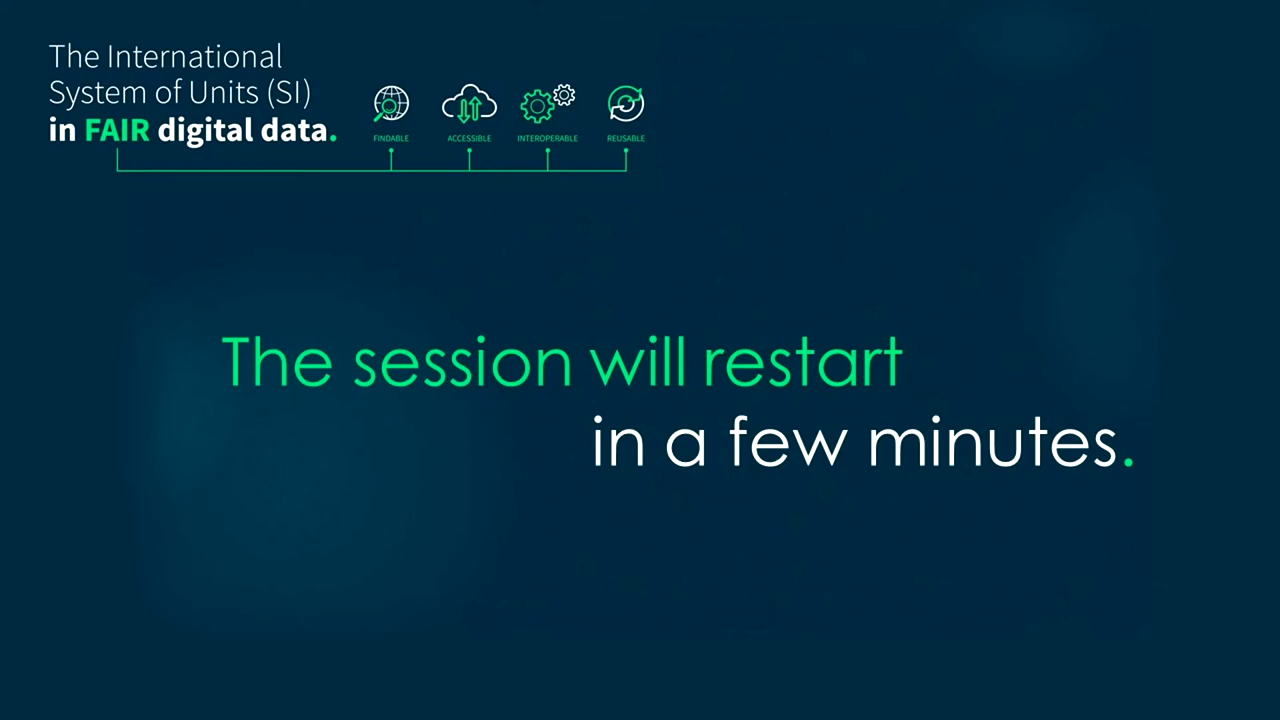 The International
System of Units (SI)
in FAIR digital data.
FINDABLE ACCESSIBLE INTEROPERABLE REUSABLE
The session will restart
in a few minutes.